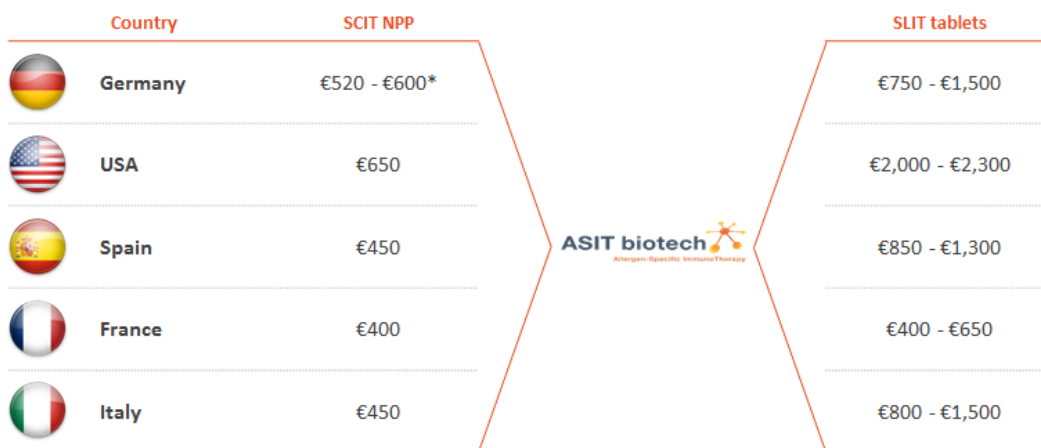 Country SCIT NPP SLIT tablets
Germany €520 - €600* €750 - €1,500
USA €650 €2,000 - €2,300
Spain €450 ASIT biotech €850 - €1,300
Allergen-Specific ImmunoTherapy
France €400 €400 - €650
Italy €450 €800 - €1,500